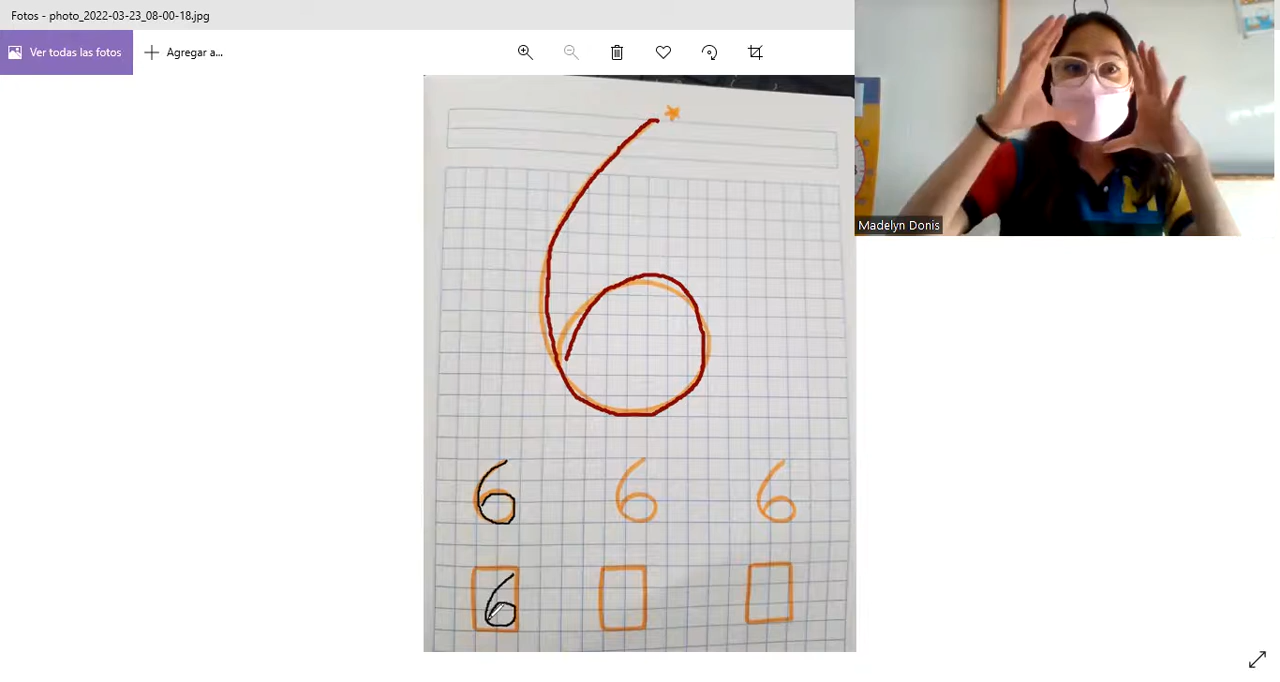 Fotos - photo_2022-03-23_08-00-18.jpg
Ver todas las fotos
Agregar a...
Madelyn Donis
6
6 6 6
6